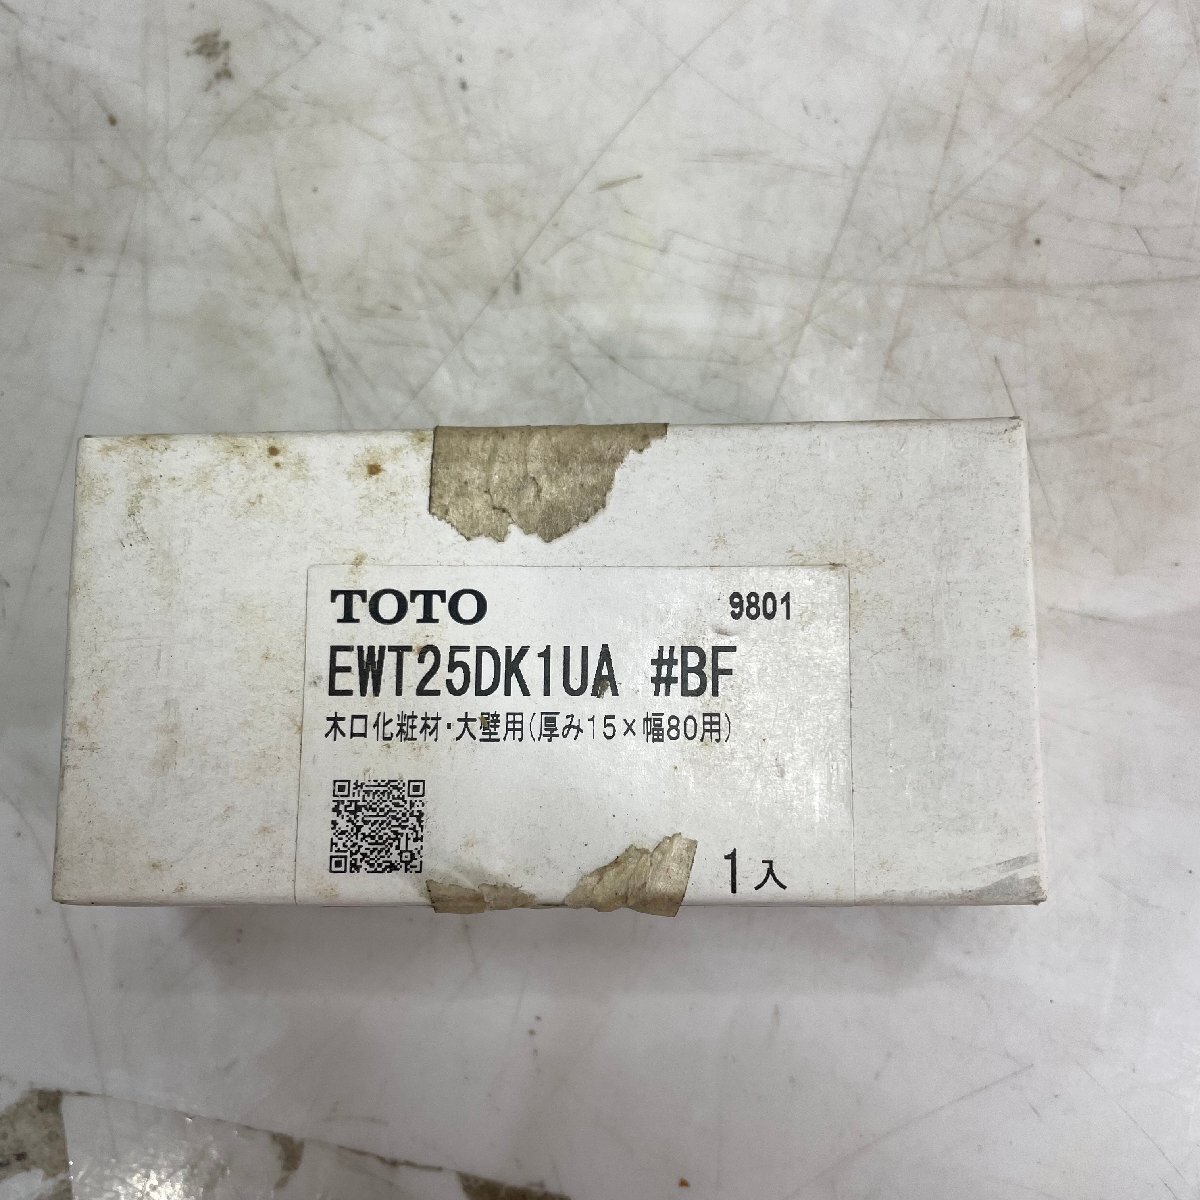 TOTO 9801
EWT25DK1UA #BF
木口化粧材・大壁用(厚み15×幅80用)
1入